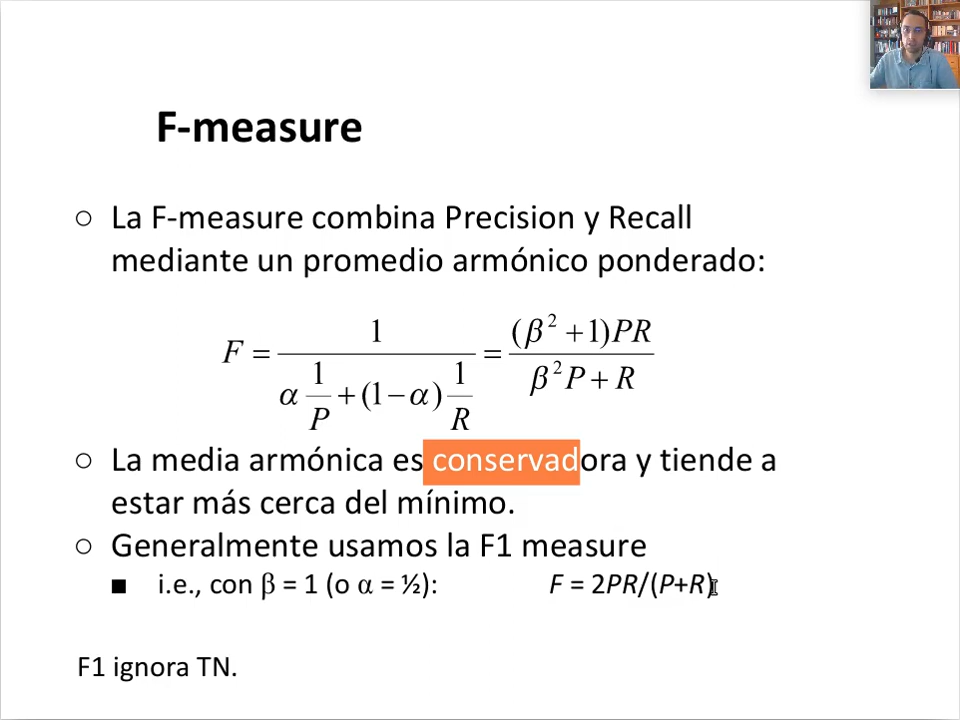 F-measure
○ La F-measure combina Precision y Recall
mediante un promedio armónico ponderado:
F = 1 / (α 1/P + (1 − α) 1/R) = (β² + 1)PR / (β²P + R)
○ La media armónica es conservadora y tiende a
estar más cerca del mínimo.
○ Generalmente usamos la F1 measure
■ i.e., con β = 1 (o α = ½): F = 2PR/(P+R)
F1 ignora TN.